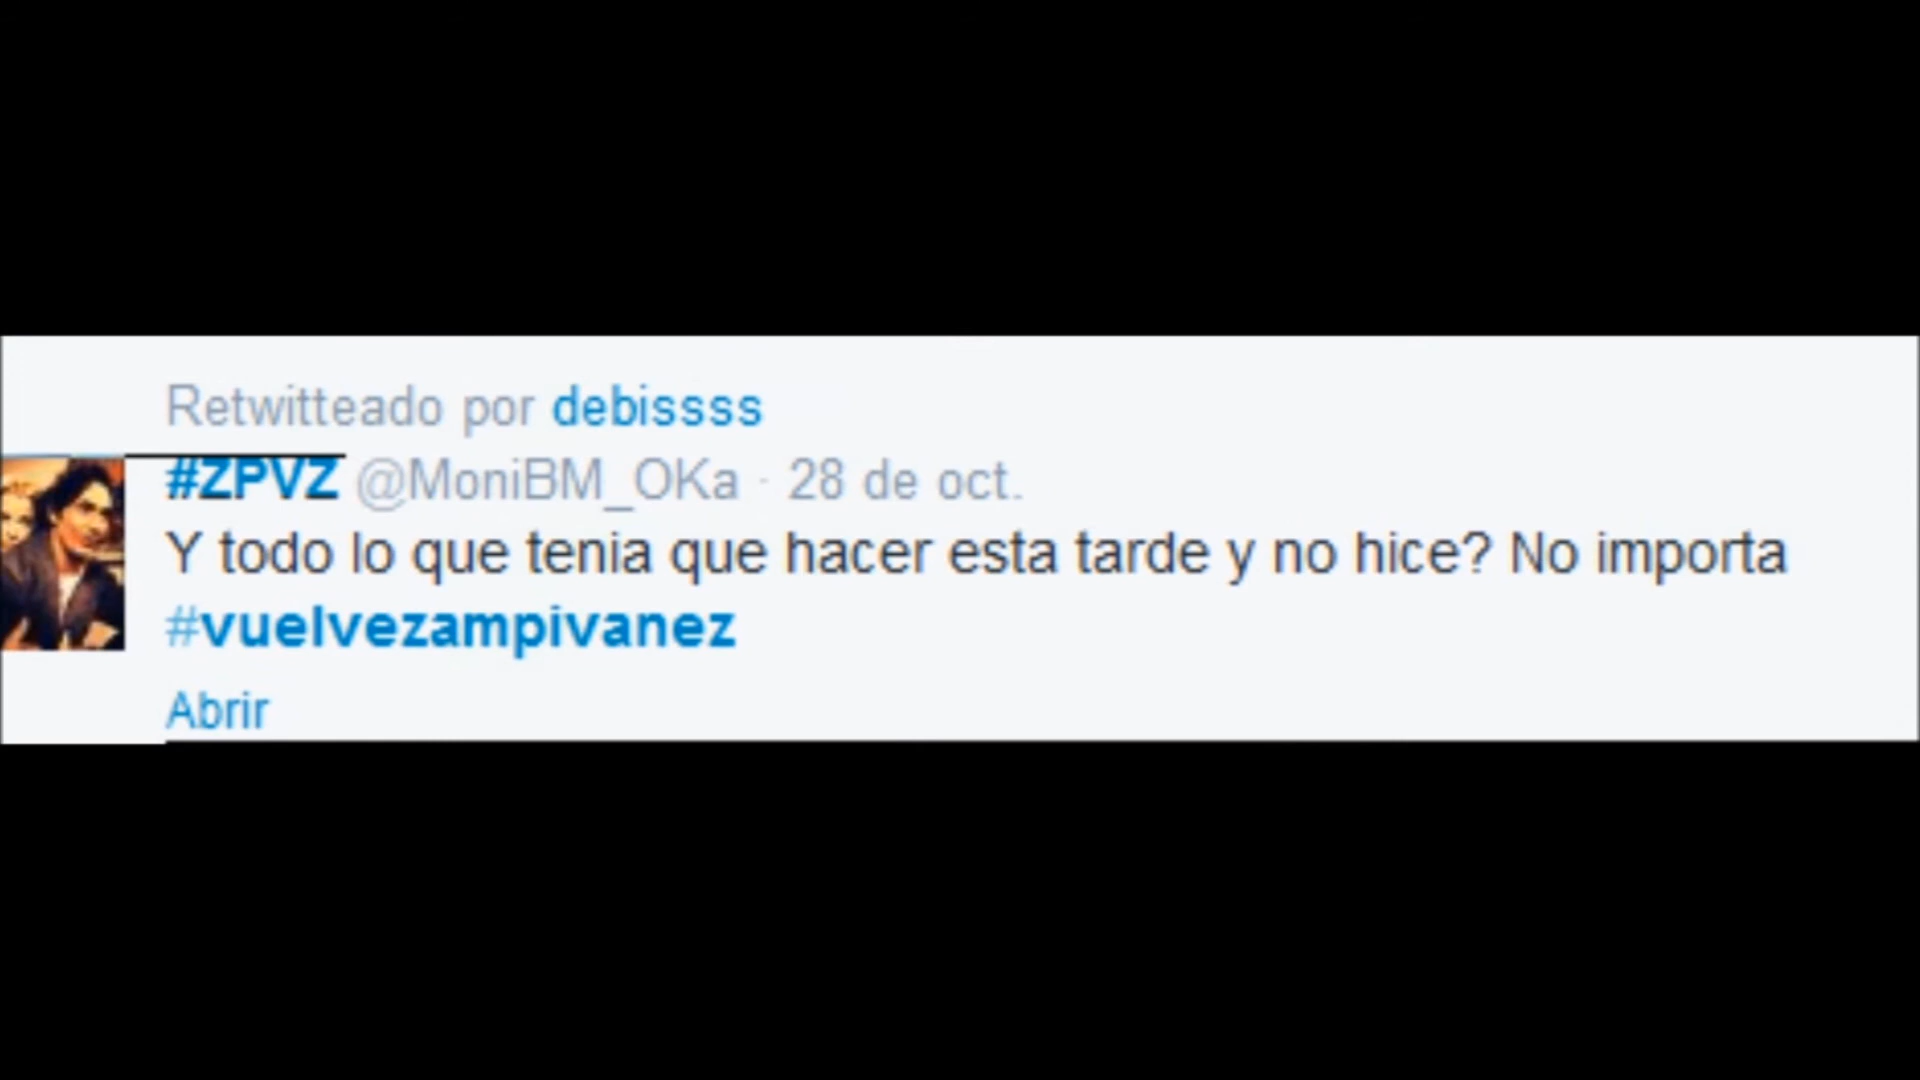 Retwitteado por debissss
#ZPVZ @MoniBM_OKa · 28 de oct.
Y todo lo que tenia que hacer esta tarde y no hice? No importa
#vuelvezampivanez
Abrir